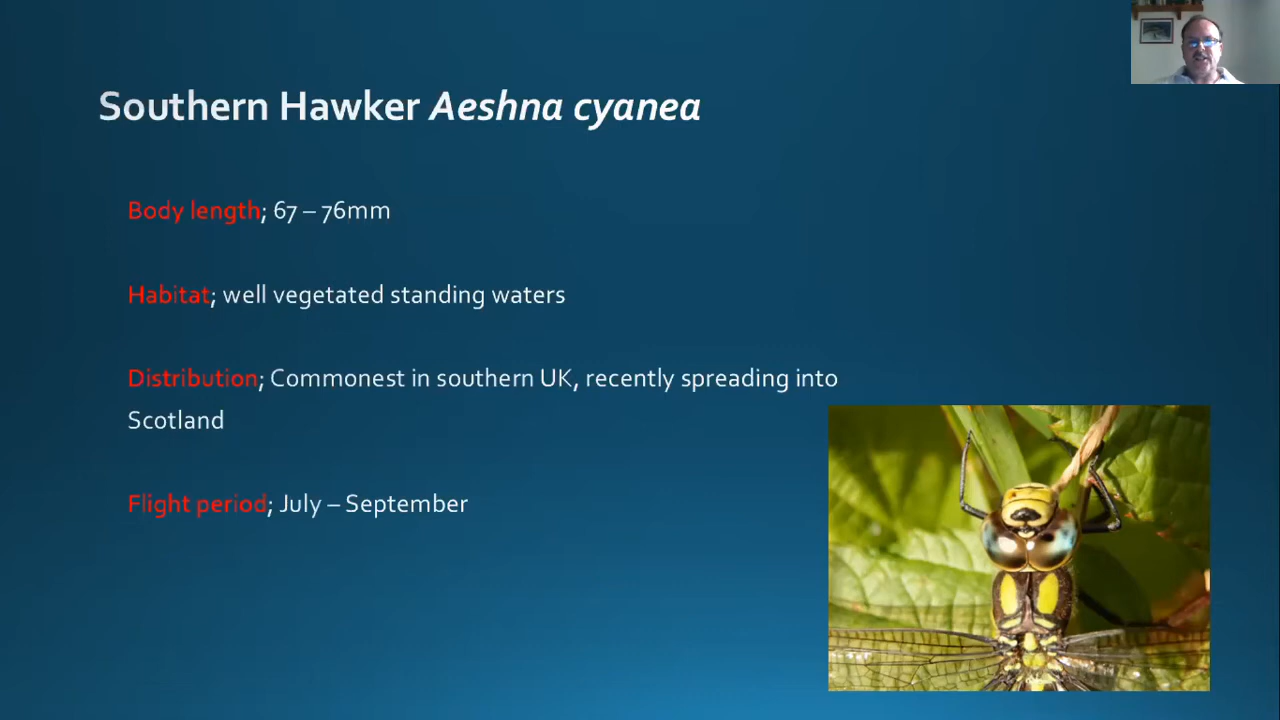 Southern Hawker Aeshna cyanea
Body length; 67 – 76mm
Habitat; well vegetated standing waters
Distribution; Commonest in southern UK, recently spreading into
Scotland
Flight period; July – September